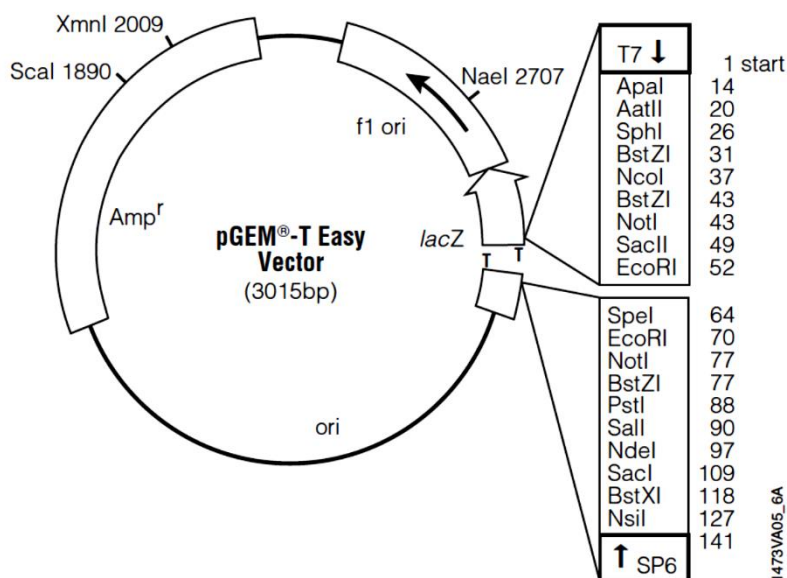 XmnI 2009
ScaI 1890
NaeI 2707
f1 ori
Ampr
pGEM®-T Easy
Vector
(3015bp)
lacZ
T T
ori
T7 ↓
1 start
ApaI 14
AatII 20
SphI 26
BstZI 31
NcoI 37
BstZI 43
NotI 43
SacII 49
EcoRI 52
SpeI 64
EcoRI 70
NotI 77
BstZI 77
PstI 88
SalI 90
NdeI 97
SacI 109
BstXI 118
NsiI 127
141
↑ SP6
1473VA05_6A